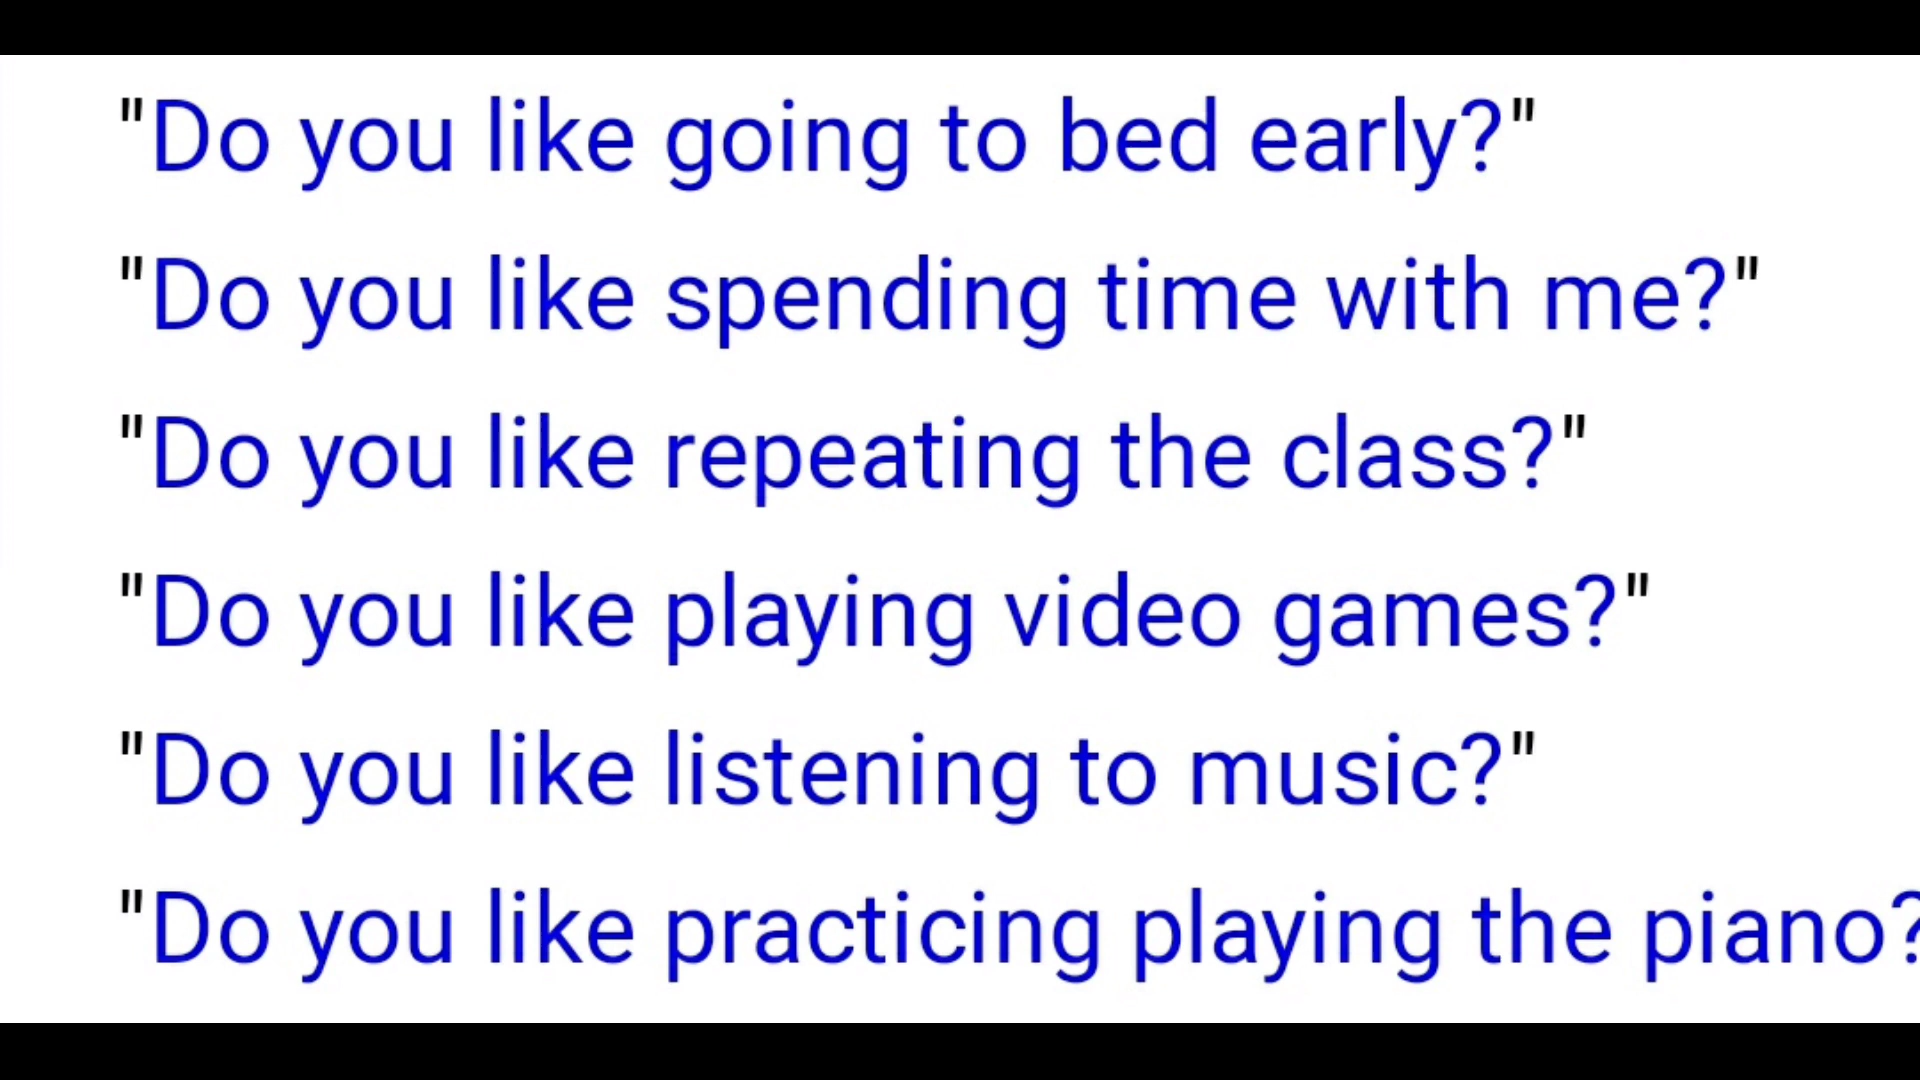 "Do you like going to bed early?"
"Do you like spending time with me?"
"Do you like repeating the class?"
"Do you like playing video games?"
"Do you like listening to music?"
"Do you like practicing playing the piano?